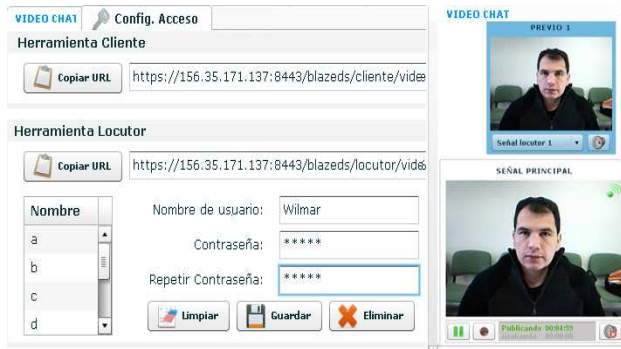 VIDEO CHAT
Config. Acceso
Herramienta Cliente
Copiar URL
https://156.35.171.137:8443/blazeds/cliente/vide
Herramienta Locutor
Copiar URL
https://156.35.171.137:8443/blazeds/locutor/vide
Nombre
a
b
c
d
Nombre de usuario: Wilmar
Contraseña: *****
Repetir Contraseña: *****
Limpiar
Guardar
Eliminar
VIDEO CHAT
PREVIO 1
Señal locutor 1
SEÑAL PRINCIPAL
Publicando 00:04:59